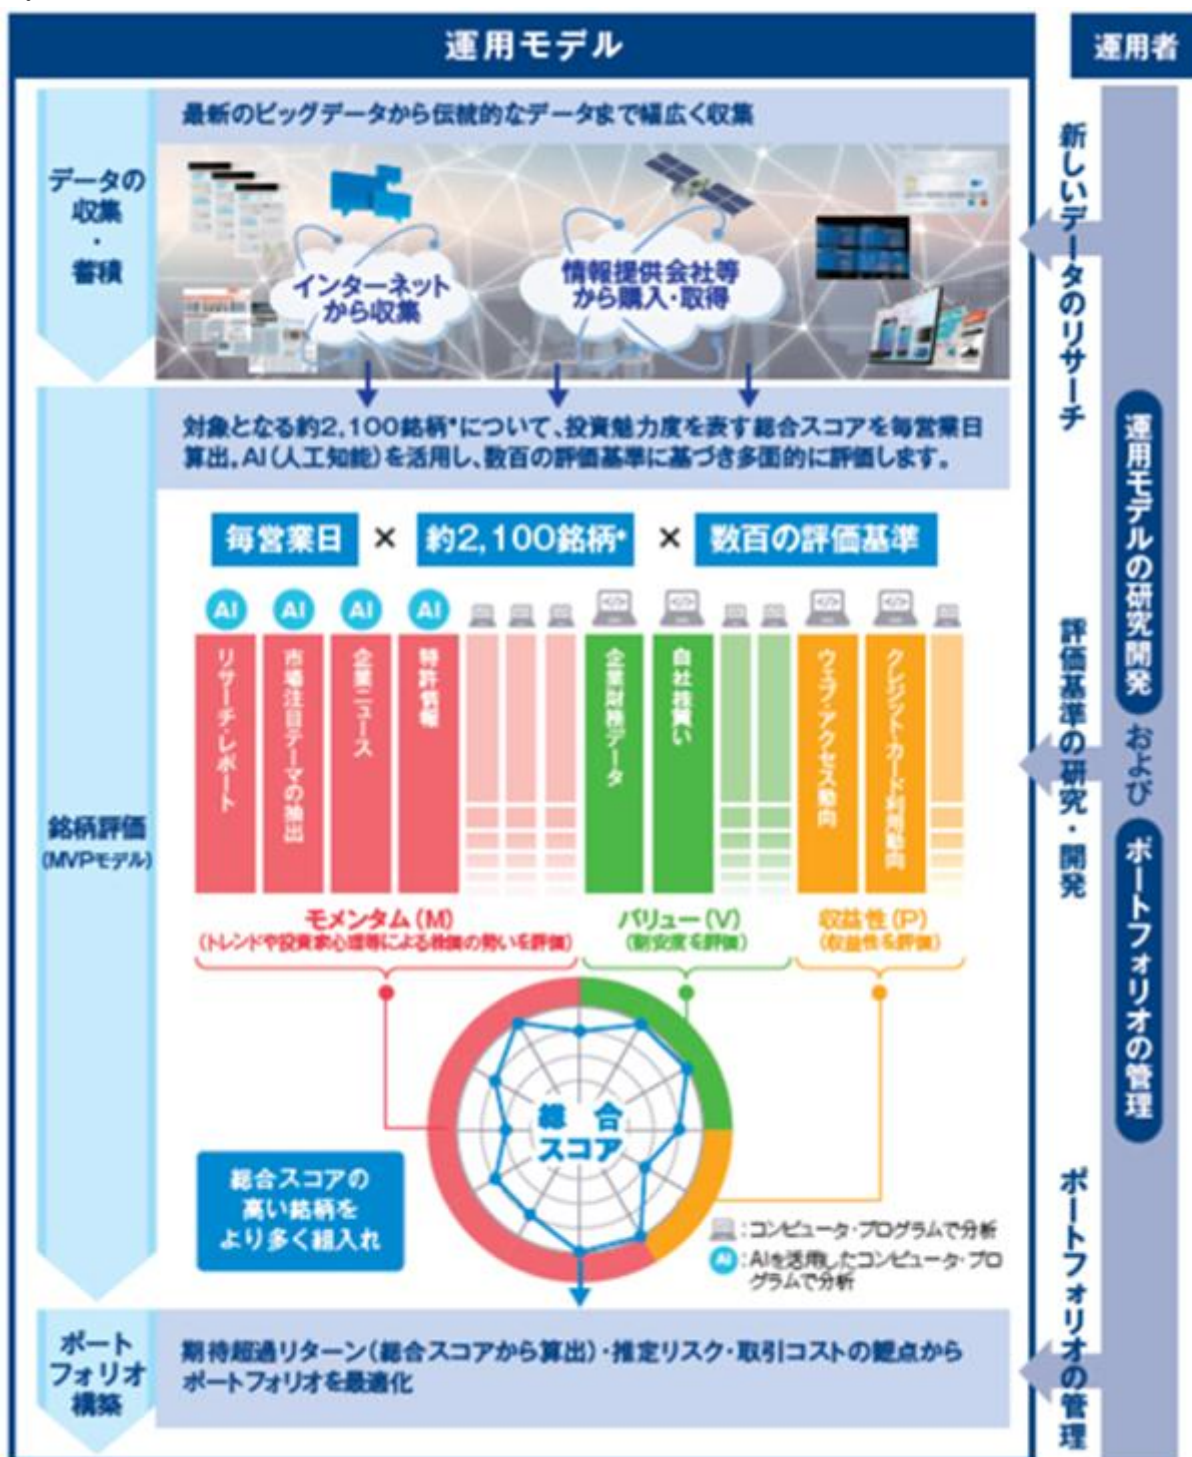 運用モデル
運用者
データの
収集
・
蓄積
最新のビッグデータから伝統的なデータまで幅広く収集
インターネット
から収集
情報提供会社等
から購入・取得
新しいデータのリサーチ
銘柄評価
(MVPモデル)
対象となる約2,100銘柄*について、投資魅力度を表す総合スコアを毎営業日
算出。AI(人工知能)を活用し、数百の評価基準に基づき多面的に評価します。
毎営業日 × 約2,100銘柄* × 数百の評価基準
AI
AI
AI
AI
リサーチ・レポート
市場注目テーマの抽出
企業ニュース
特許情報
企業財務データ
自社株買い
ウェブ・アクセス動向
クレジット・カード利用動向
モメンタム(M)
(トレンドや投資家心理等による株価の勢いを評価)
バリュー(V)
(割安度を評価)
収益性(P)
(収益性を評価)
評価基準の研究・開発
運用モデルの研究開発
および
ポートフォリオの管理
総合
スコア
総合スコアの
高い銘柄を
より多く組入れ
:コンピュータ・プログラムで分析
AI:AIを活用したコンピュータ・プロ
グラムで分析
ポート
フォリオ
構築
期待超過リターン(総合スコアから算出)・推定リスク・取引コストの観点から
ポートフォリオを最適化
ポートフォリオの管理